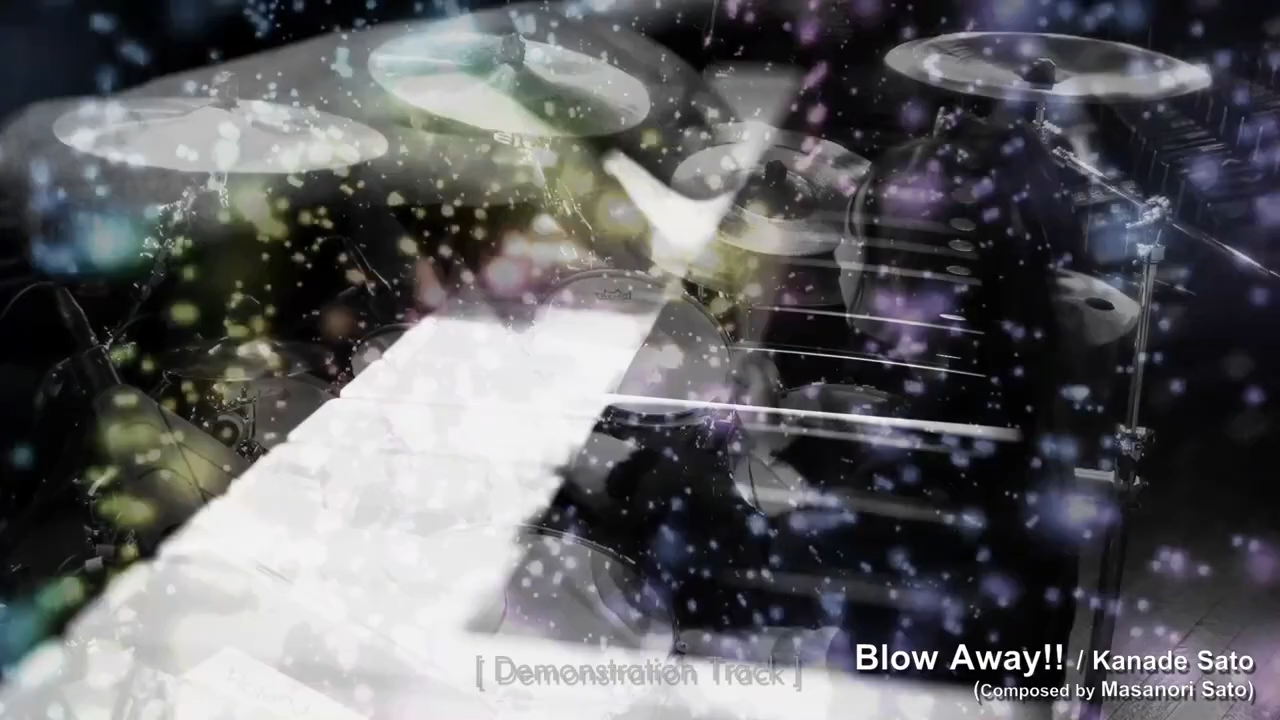 [ Demonstration Track ]
Blow Away!! / Kanade Sato
(Composed by Masanori Sato)